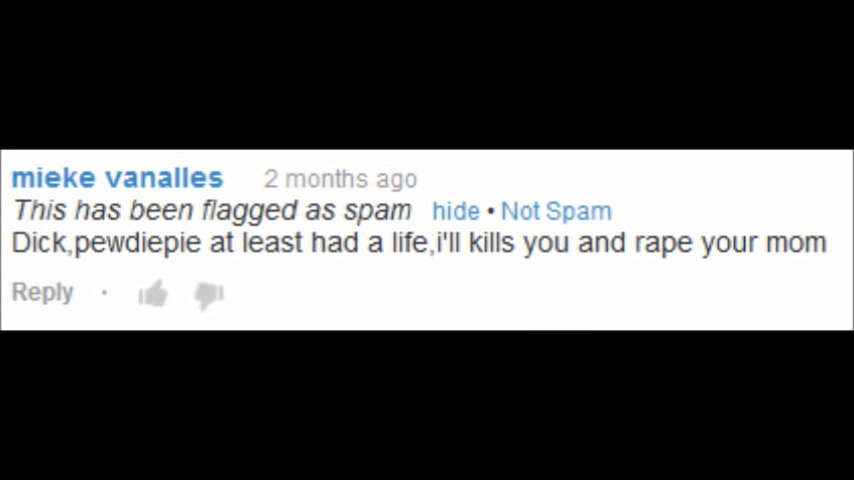 mieke vanalles 2 months ago
This has been flagged as spam hide • Not Spam
Dick,pewdiepie at least had a life,i'll kills you and rape your mom
Reply ·